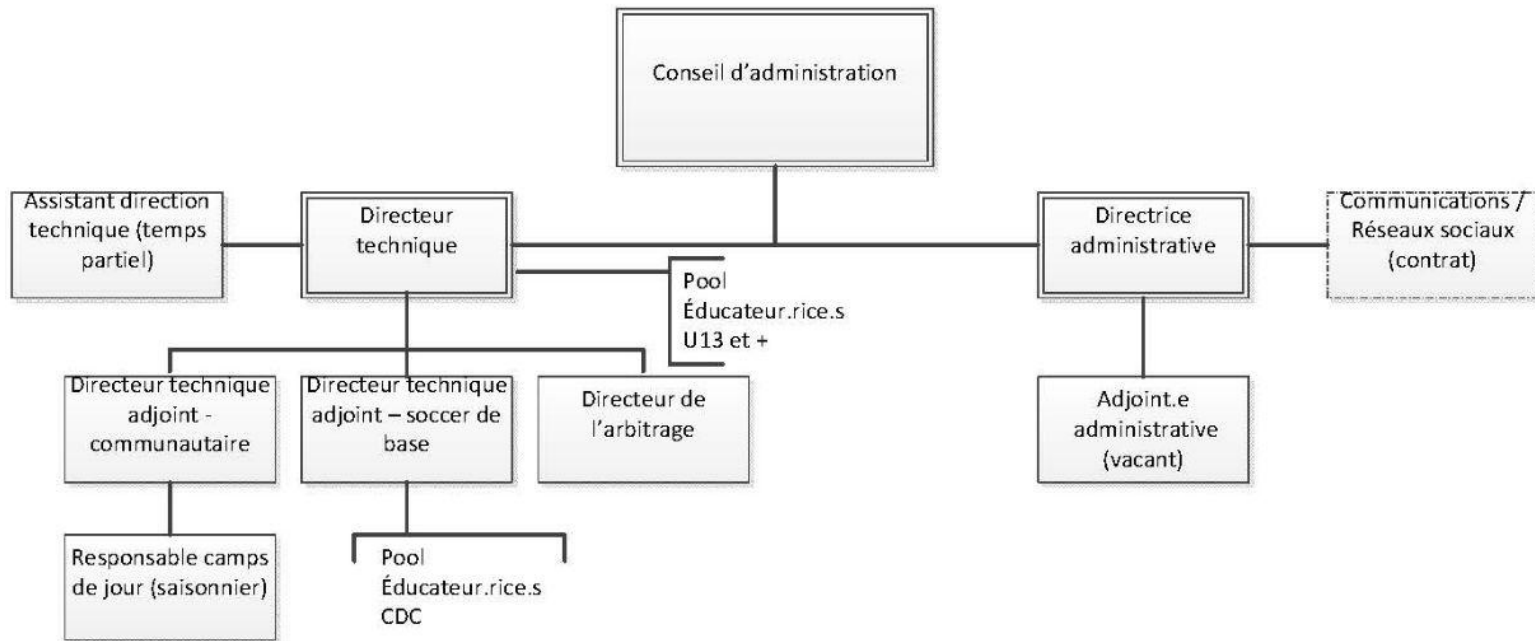 Conseil d'administration
Assistant direction
technique (temps
partiel)
Directeur
technique
Directrice
administrative
Communications /
Réseaux sociaux
(contrat)
Pool
Éducateur.rice.s
U13 et +
Directeur technique
adjoint -
communautaire
Directeur technique
adjoint – soccer de
base
Directeur de
l'arbitrage
Adjoint.e
administrative
(vacant)
Responsable camps
de jour (saisonnier)
Pool
Éducateur.rice.s
CDC